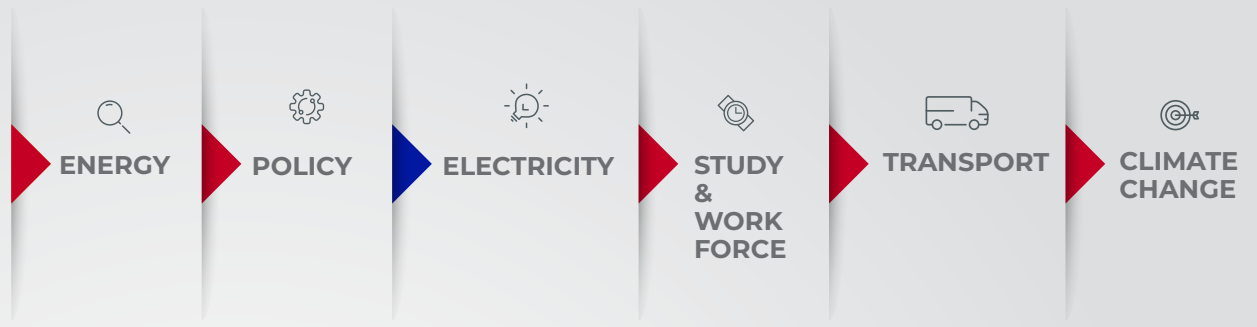 ENERGY
POLICY
ELECTRICITY
STUDY
&
WORK
FORCE
TRANSPORT
CLIMATE
CHANGE